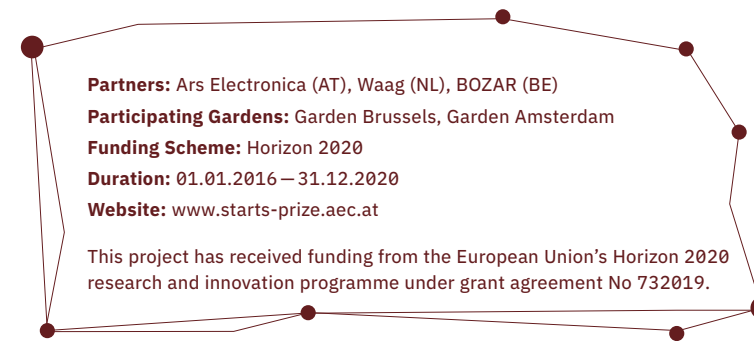 Partners: Ars Electronica (AT), Waag (NL), BOZAR (BE)
Participating Gardens: Garden Brussels, Garden Amsterdam
Funding Scheme: Horizon 2020
Duration: 01.01.2016 — 31.12.2020
Website: www.starts-prize.aec.at
This project has received funding from the European Union’s Horizon 2020
research and innovation programme under grant agreement No 732019.